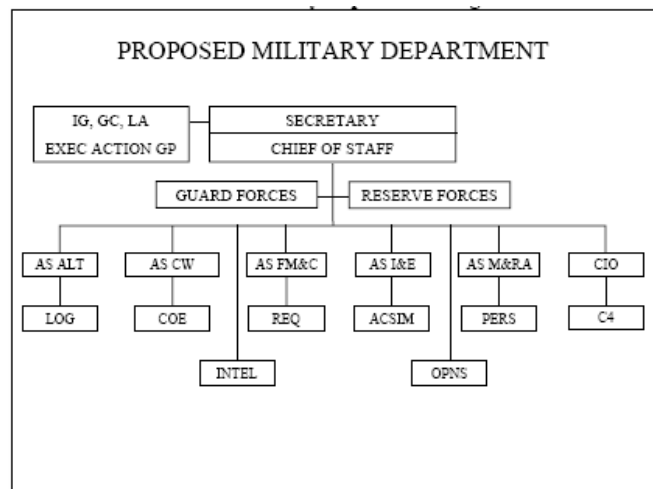 PROPOSED MILITARY DEPARTMENT
IG, GC, LA
EXEC ACTION GP
SECRETARY
CHIEF OF STAFF
GUARD FORCES
RESERVE FORCES
AS ALT
AS CW
AS FM&C
AS I&E
AS M&RA
CIO
LOG
COE
REQ
ACSIM
PERS
C4
INTEL
OPNS